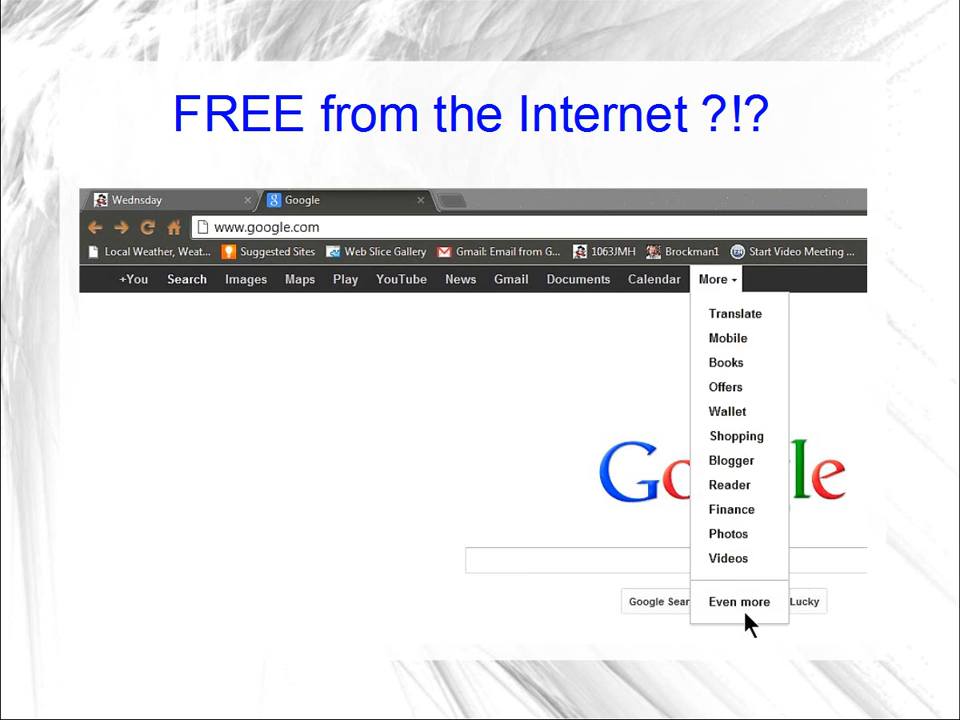 FREE from the Internet ?!?
Wednsday × Google ×
www.google.com
Local Weather, Weat... Suggested Sites Web Slice Gallery Gmail: Email from G... 1063JMH Brockman1 Start Video Meeting ...
+You Search Images Maps Play YouTube News Gmail Documents Calendar More
Translate
Mobile
Books
Offers
Wallet
Shopping
Blogger
Reader
Finance
Photos
Videos
Google Sear Even more Lucky